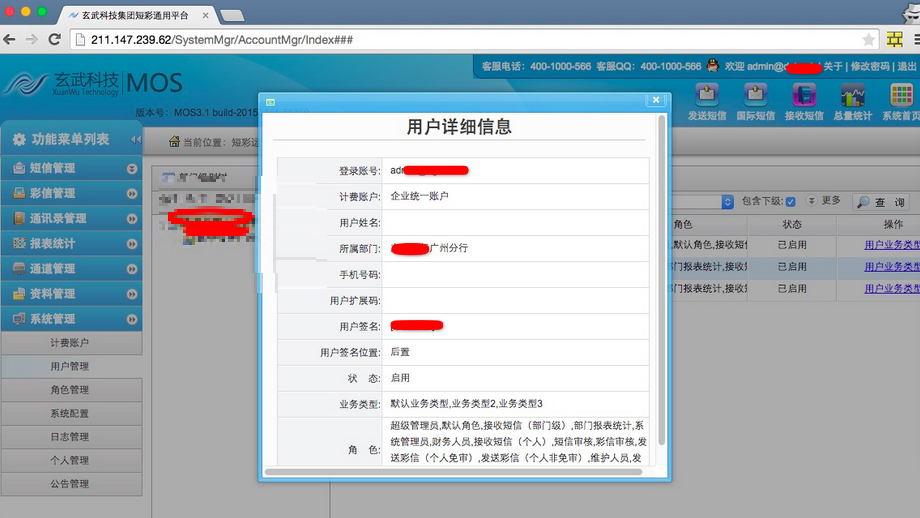 玄武科技集团短彩通用平台
211.147.239.62/SystemMgr/AccountMgr/Index###
客服电话：400-1000-566 客服QQ：400-1000-566 欢迎 admin@ 关于 | 修改密码 | 退出
玄武科技 MOS
XuanWu Technology
版本号：MOS3.1 build-2015
发送短信 国际短信 接收短信 总量统计 系统首页
功能菜单列表
当前位置：短彩运
短信管理
彩信管理
通讯录管理
报表统计
通道管理
资料管理
系统管理
计费账户
用户管理
角色管理
系统配置
日志管理
个人管理
公告管理
用户详细信息
登录账号:
计费账户: 企业统一账户
用户姓名:
所属部门: 广州分行
手机号码:
用户扩展码:
用户签名:
用户签名位置: 后置
状 态: 启用
业务类型: 默认业务类型,业务类型2,业务类型3
角 色: 超级管理员,默认角色,接收短信（部门级）,部门报表统计,系
统管理员,财务人员,接收短信（个人）,短信审核,彩信审核,发
送彩信（个人免审）,发送彩信（个人非免审）,维护人员,发
包含下级: 更多 查 询
角色 状态 操作
默认角色,接收短信 已启用 用户业务类型
部门报表统计,接收 已启用 用户业务类型
部门报表统计,接收 已启用 用户业务类型